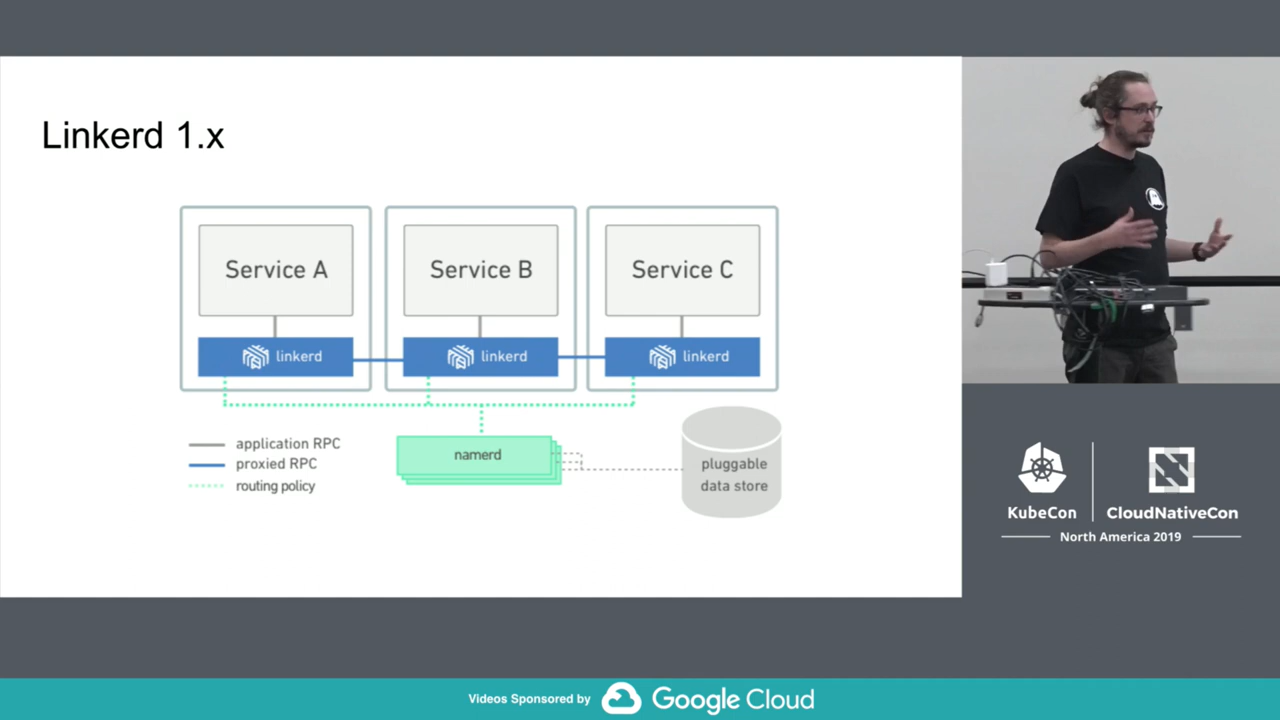 Linkerd 1.x
Service A
Service B
Service C
linkerd
linkerd
linkerd
application RPC
proxied RPC
routing policy
namerd
pluggable
data store
KubeCon
CloudNativeCon
North America 2019
Videos Sponsored by Google Cloud